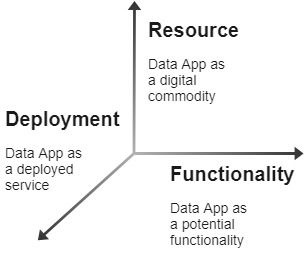 Resource
Data App as
a digital
commodity
Deployment
Data App as
a deployed
service
Functionality
Data App as
a potential
functionality